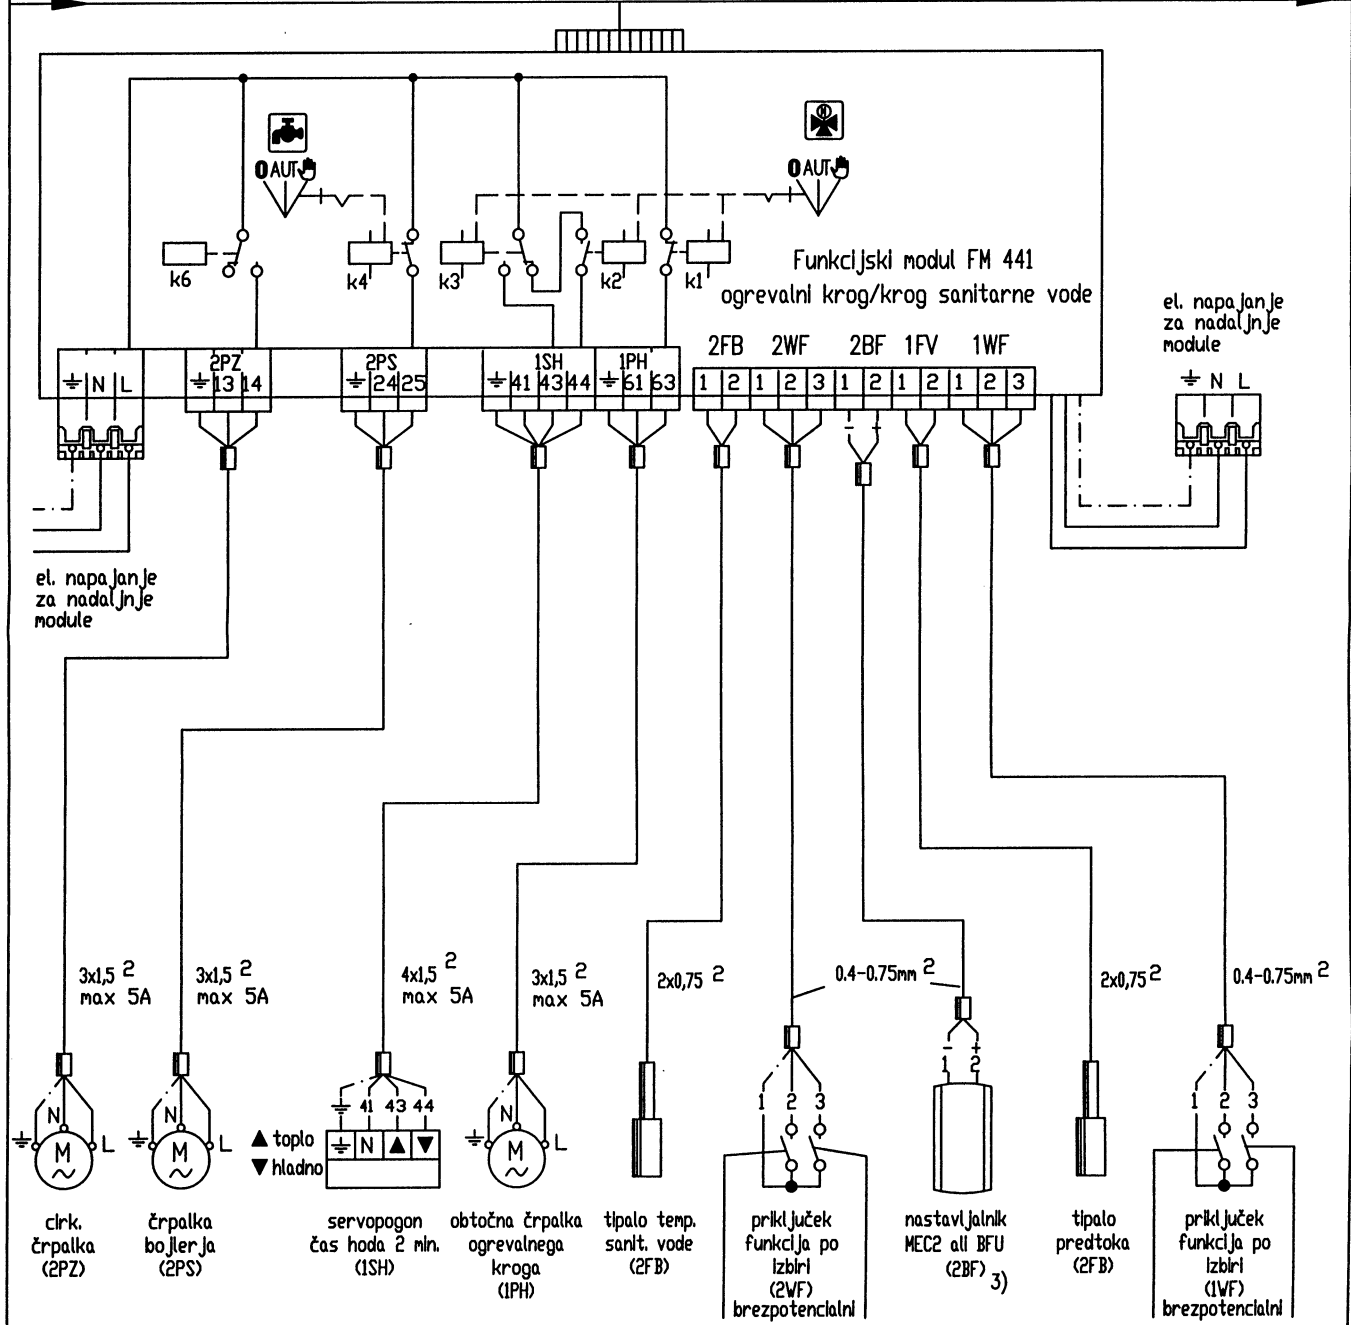 0 AUT
0 AUT
k6
k4
k3
k2
k1
Funkcijski modul FM 441
ogrevalni krog/krog sanitarne vode
el. napajanje
za nadaljnje
module
N L
2PZ
2PS
1SH
1PH
2FB 2WF 2BF 1FV 1WF
N L
13 14
24 25
41 43 44
61 63
1 2 1 2 3 1 2 1 2 1 2 3
- +
el. napajanje
za nadaljnje
module
3x1,5 2
max 5A
3x1,5 2
max 5A
4x1,5 2
max 5A
3x1,5 2
max 5A
2x0,75 2
0.4-0.75mm 2
2x0,75 2
0.4-0.75mm 2
- +
1 2
1 2 3
1 2 3
41 43 44
N
M
L
N
M
L
▲ toplo
▼ hladno
N ▲ ▼
N
M
L
cirk.
črpalka
(2PZ)
črpalka
bojlerja
(2PS)
servopogon
čas hoda 2 min.
(1SH)
obtočna črpalka
ogrevalnega
kroga
(1PH)
tipalo temp.
sanit. vode
(2FB)
priključek
funkcija po
izbiri
(2WF)
brezpotencialni
nastavljalnik
MEC2 ali BFU
(2BF) 3)
tipalo
predtoka
(2FB)
priključek
funkcija po
izbiri
(1WF)
brezpotencialni